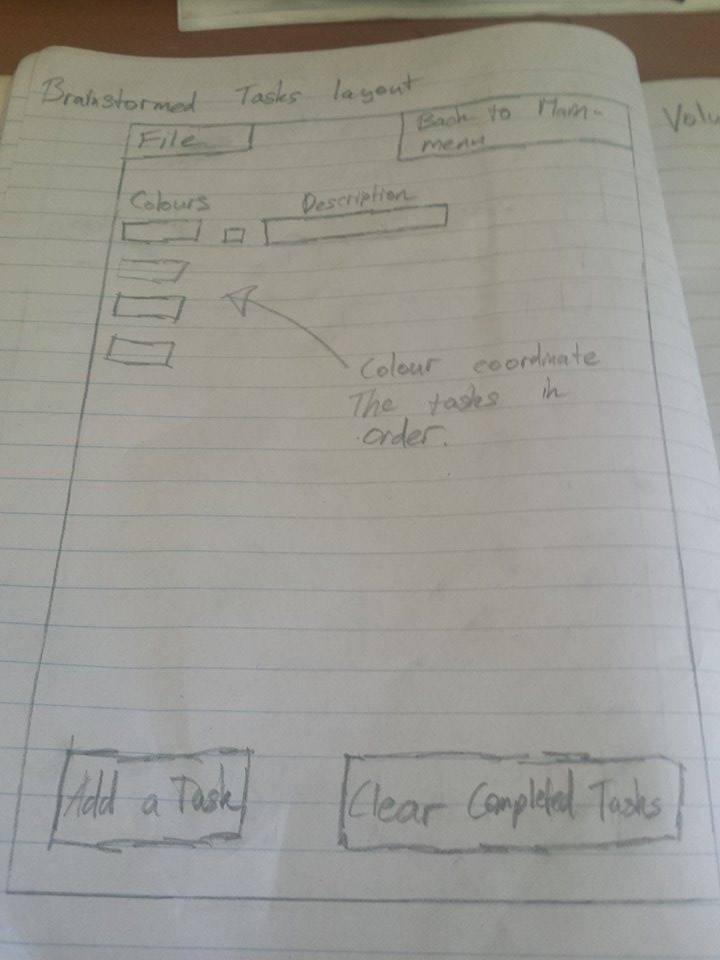 Brainstormed Tasks layout
File
Back to Main-
menu
Volu
Colours
Description
Colour coordinate
The tasks in
order.
Add a Task
Clear Completed Tasks